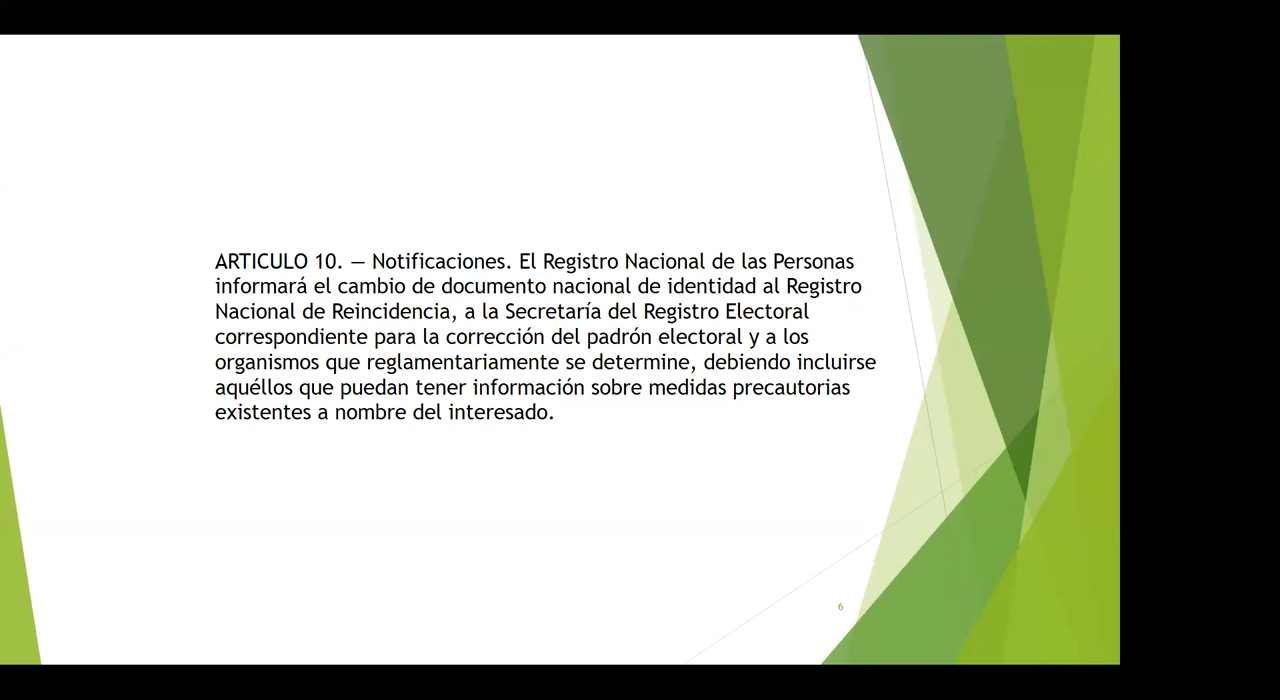 ARTICULO 10. — Notificaciones. El Registro Nacional de las Personas
informará el cambio de documento nacional de identidad al Registro
Nacional de Reincidencia, a la Secretaría del Registro Electoral
correspondiente para la corrección del padrón electoral y a los
organismos que reglamentariamente se determine, debiendo incluirse
aquéllos que puedan tener información sobre medidas precautorias
existentes a nombre del interesado.
6